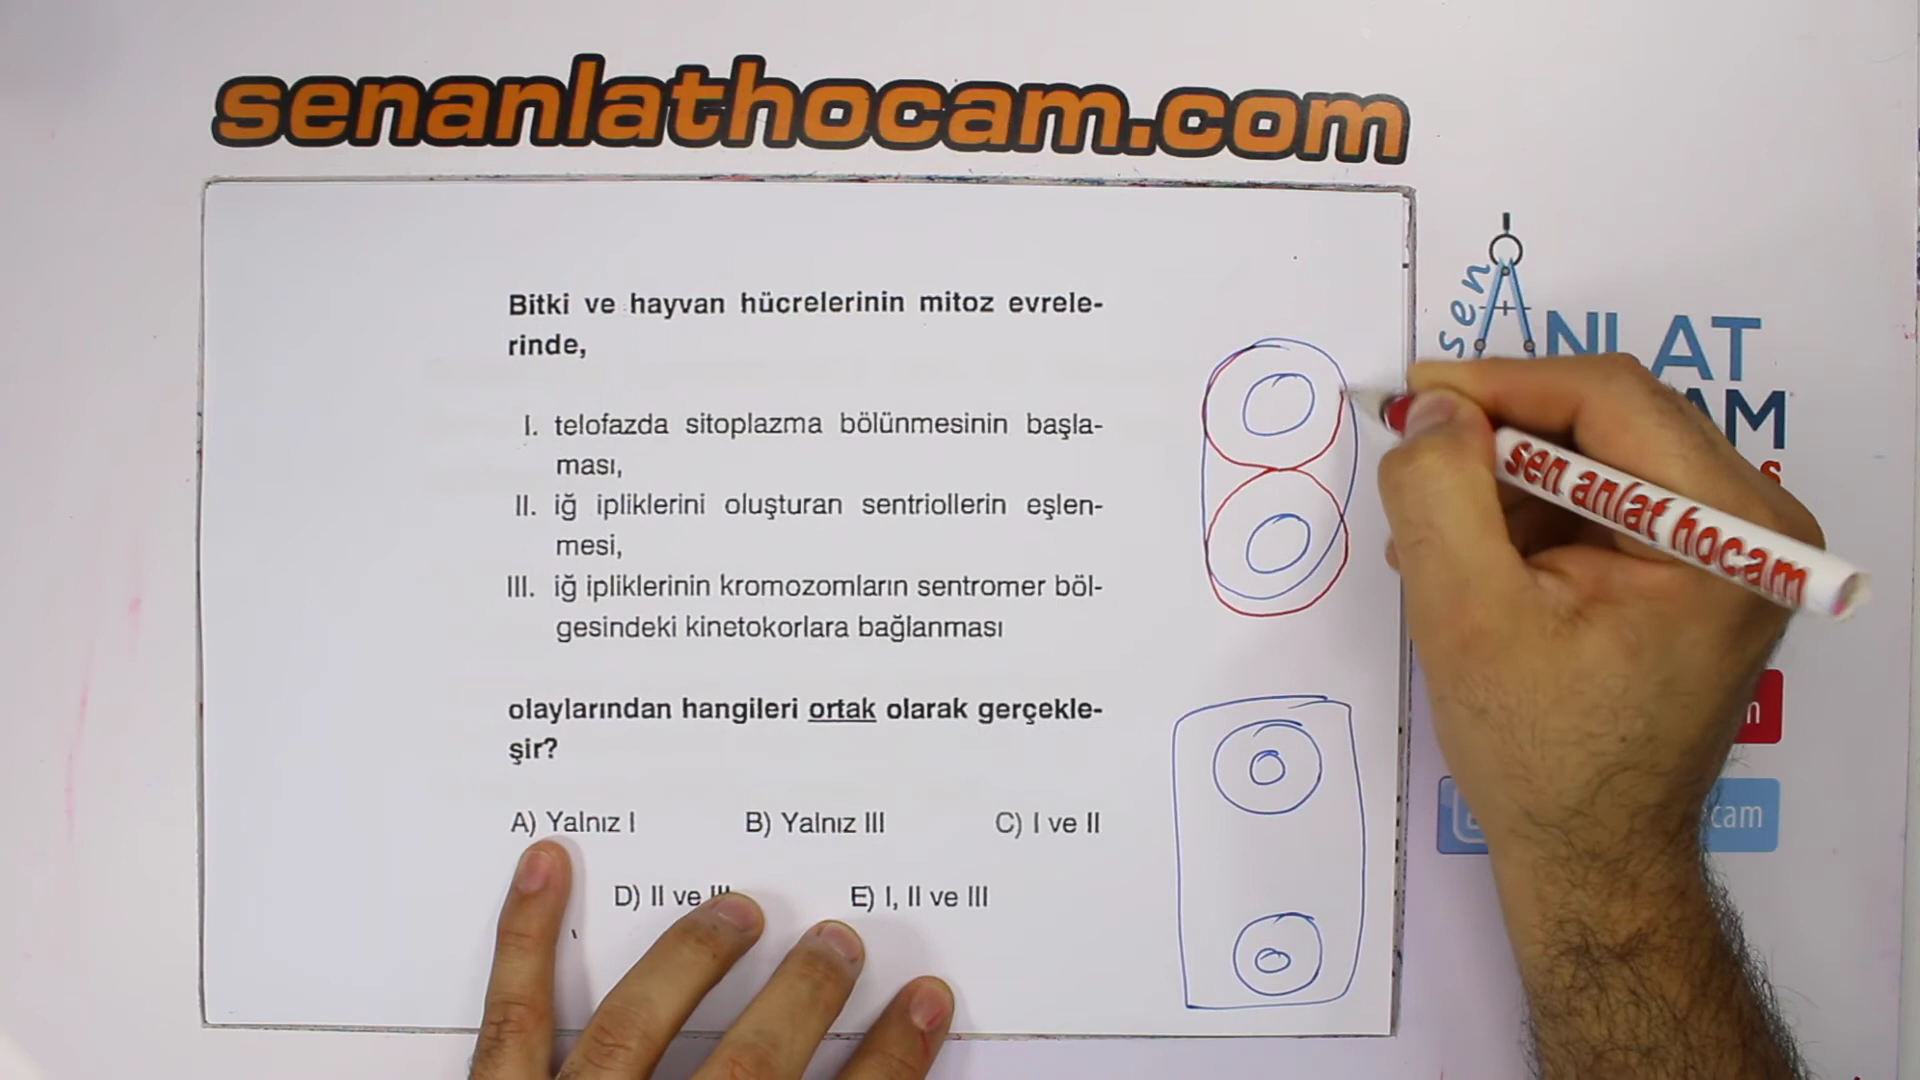 senanlathocam.com
Bitki ve hayvan hücrelerinin mitoz evrele-
rinde,
I. telofazda sitoplazma bölünmesinin başla-
ması,
II. iğ ipliklerini oluşturan sentriollerin eşlen-
mesi,
III. iğ ipliklerinin kromozomların sentromer böl-
gesindeki kinetokorlara bağlanması
olaylarından hangileri ortak olarak gerçekle-
şir?
A) Yalnız I B) Yalnız III C) I ve II
D) II ve III E) I, II ve III
sen
ANLAT
sen anlat hocam
cam